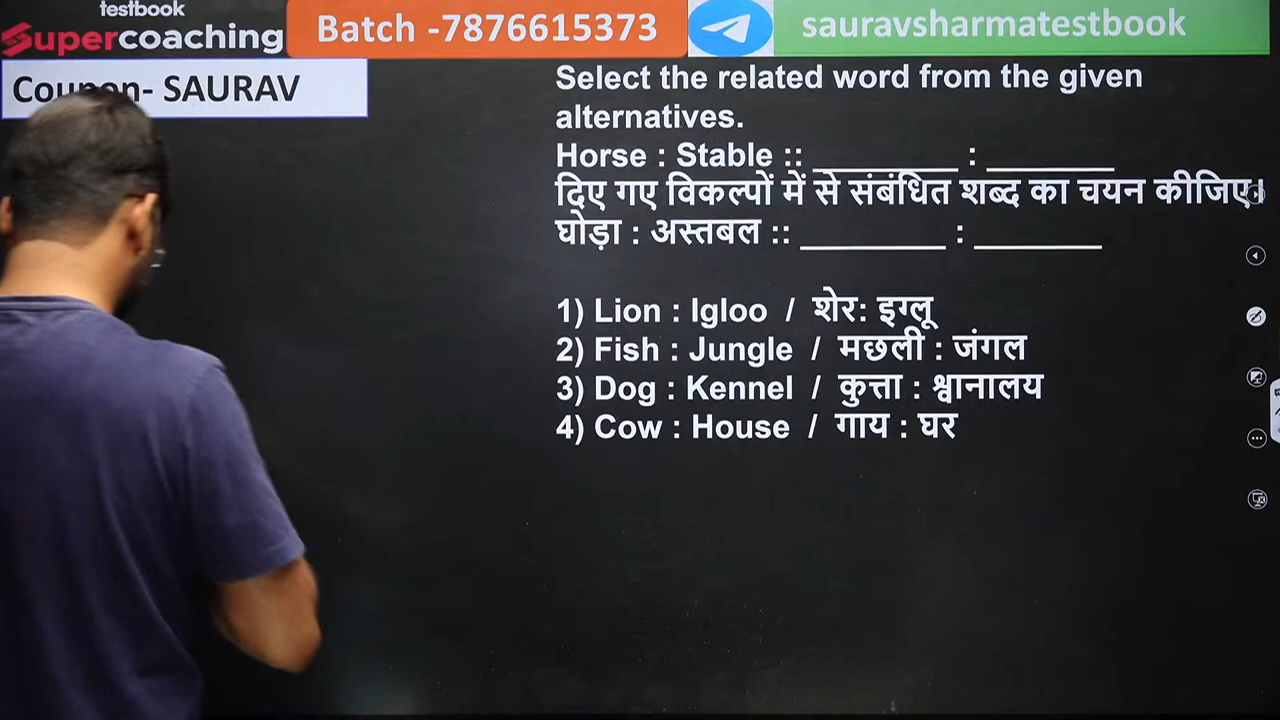 testbook
Supercoaching
Batch -7876615373
sauravsharmatestbook
Coupon- SAURAV
Select the related word from the given
alternatives.
Horse : Stable :: ________ : ________
दिए गए विकल्पों में से संबंधित शब्द का चयन कीजिए।
घोड़ा : अस्तबल :: ________ : ________
1) Lion : Igloo / शेर: इग्लू
2) Fish : Jungle / मछली : जंगल
3) Dog : Kennel / कुत्ता : श्वानालय
4) Cow : House / गाय : घर